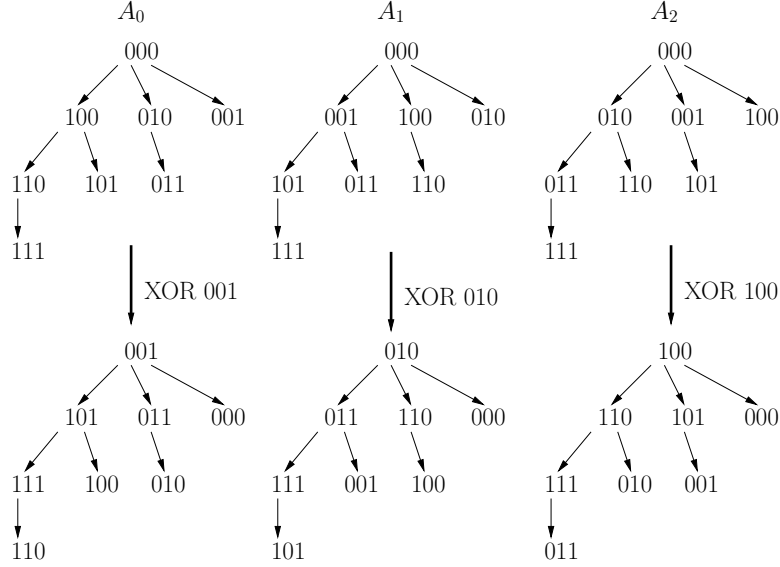 A₀ A₁ A₂
000 000 000
100 010 001 001 100 010 010 001 100
110 101 011 101 011 110 011 110 101
111 111 111
XOR 001 XOR 010 XOR 100
001 010 100
101 011 000 011 110 000 110 101 000
111 100 010 111 001 100 111 010 001
110 101 011